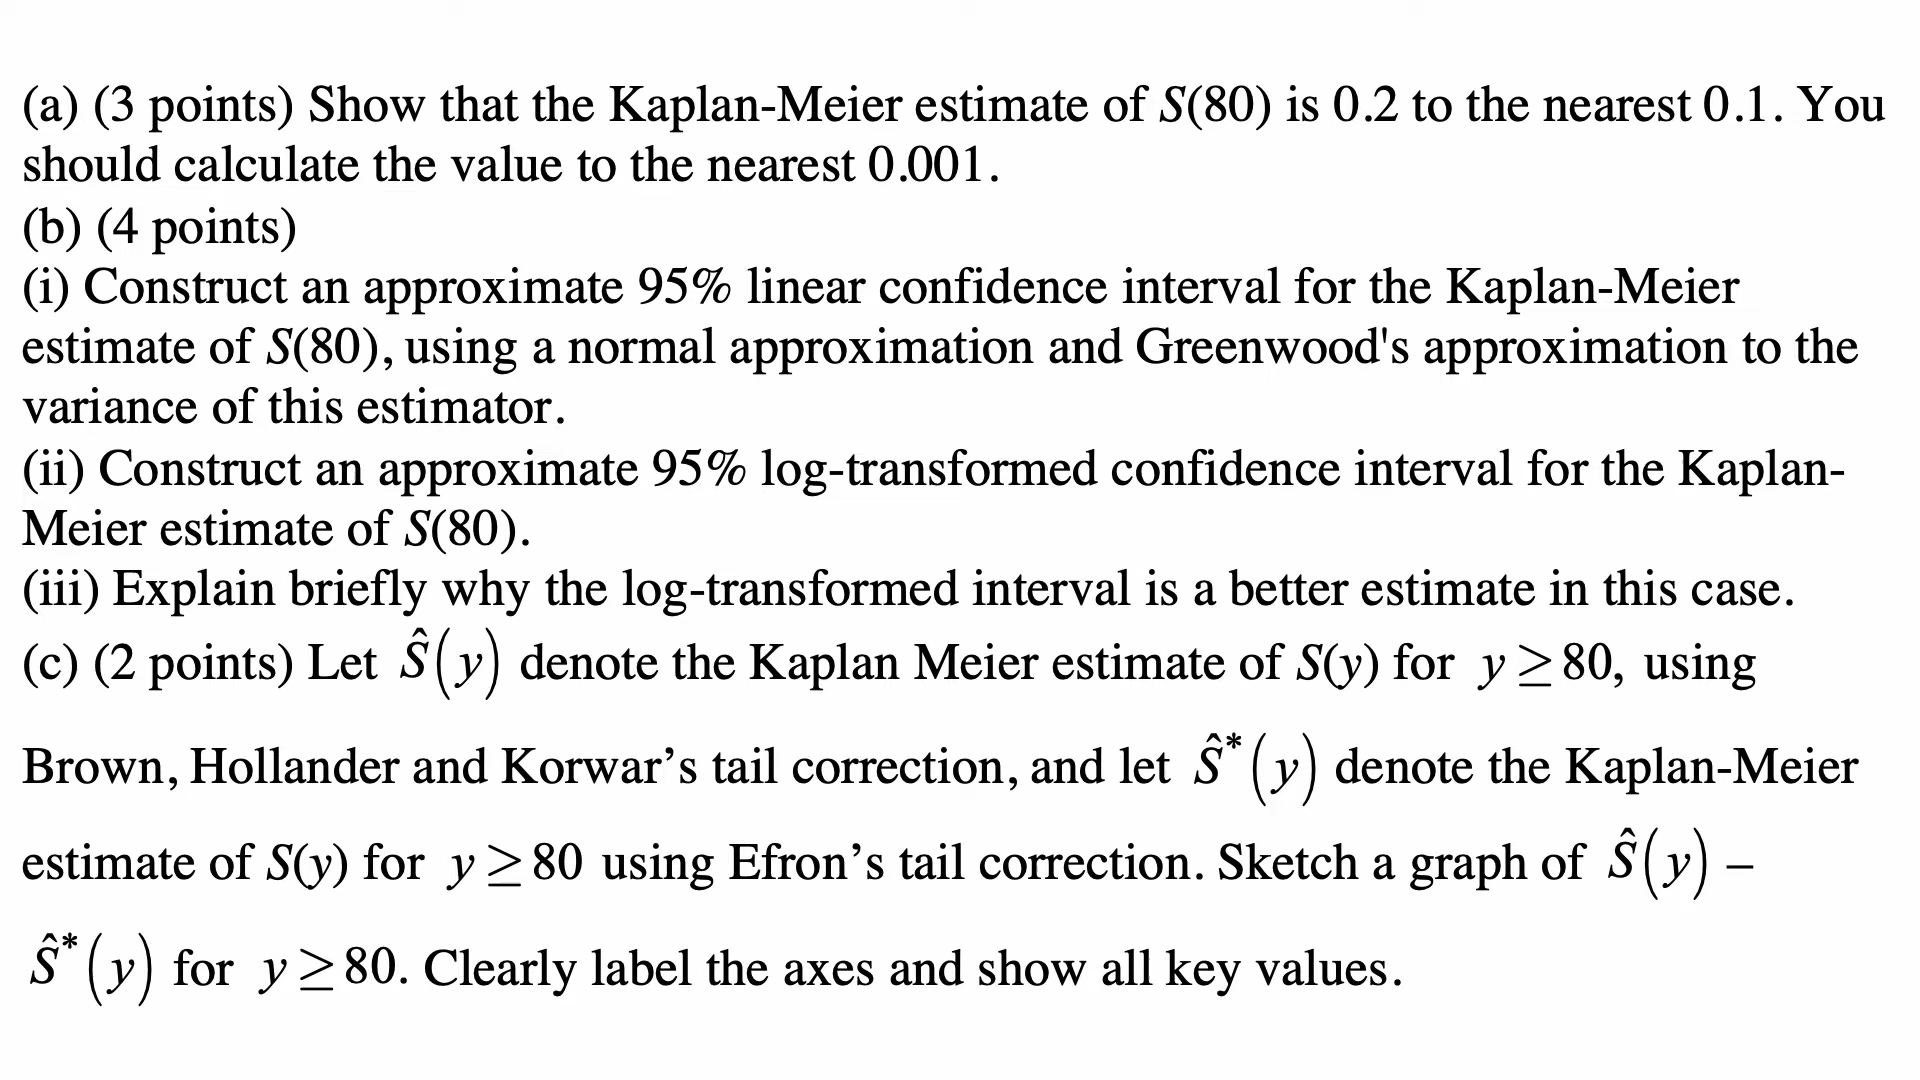 (a) (3 points) Show that the Kaplan-Meier estimate of S(80) is 0.2 to the nearest 0.1. You
should calculate the value to the nearest 0.001.
(b) (4 points)
(i) Construct an approximate 95% linear confidence interval for the Kaplan-Meier
estimate of S(80), using a normal approximation and Greenwood's approximation to the
variance of this estimator.
(ii) Construct an approximate 95% log-transformed confidence interval for the Kaplan-
Meier estimate of S(80).
(iii) Explain briefly why the log-transformed interval is a better estimate in this case.
(c) (2 points) Let Ŝ(y) denote the Kaplan Meier estimate of S(y) for y ≥ 80, using
Brown, Hollander and Korwar’s tail correction, and let Ŝ*(y) denote the Kaplan-Meier
estimate of S(y) for y ≥ 80 using Efron’s tail correction. Sketch a graph of Ŝ(y) –
Ŝ*(y) for y ≥ 80. Clearly label the axes and show all key values.